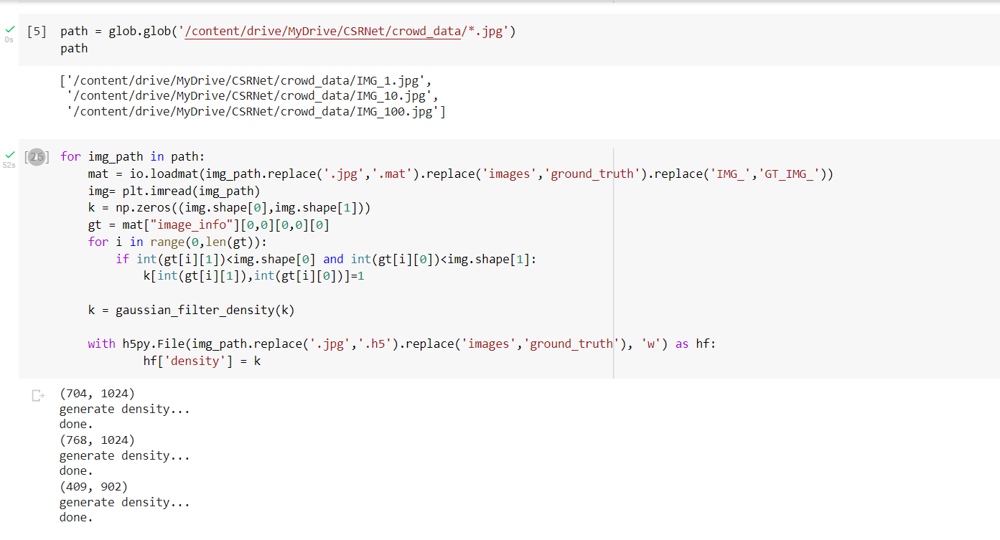 0s
[5] path = glob.glob('/content/drive/MyDrive/CSRNet/crowd_data/*.jpg')
path
['/content/drive/MyDrive/CSRNet/crowd_data/IMG_1.jpg',
'/content/drive/MyDrive/CSRNet/crowd_data/IMG_10.jpg',
'/content/drive/MyDrive/CSRNet/crowd_data/IMG_100.jpg']
52s
[26] for img_path in path:
mat = io.loadmat(img_path.replace('.jpg','.mat').replace('images','ground_truth').replace('IMG_','GT_IMG_'))
img= plt.imread(img_path)
k = np.zeros((img.shape[0],img.shape[1]))
gt = mat["image_info"][0,0][0,0][0]
for i in range(0,len(gt)):
if int(gt[i][1])<img.shape[0] and int(gt[i][0])<img.shape[1]:
k[int(gt[i][1]),int(gt[i][0])]=1
k = gaussian_filter_density(k)
with h5py.File(img_path.replace('.jpg','.h5').replace('images','ground_truth'), 'w') as hf:
hf['density'] = k
(704, 1024)
generate density...
done.
(768, 1024)
generate density...
done.
(409, 902)
generate density...
done.